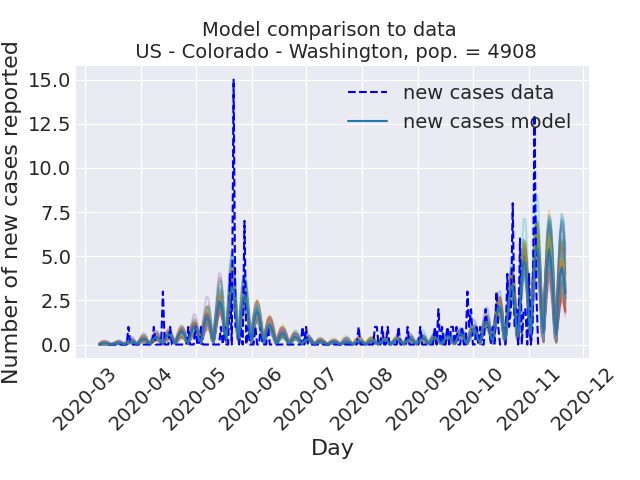 Model comparison to data
US - Colorado - Washington, pop. = 4908
Number of new cases reported
15.0
12.5
10.0
7.5
5.0
2.5
0.0
new cases data
new cases model
2020-03
2020-04
2020-05
2020-06
2020-07
2020-08
2020-09
2020-10
2020-11
2020-12
Day